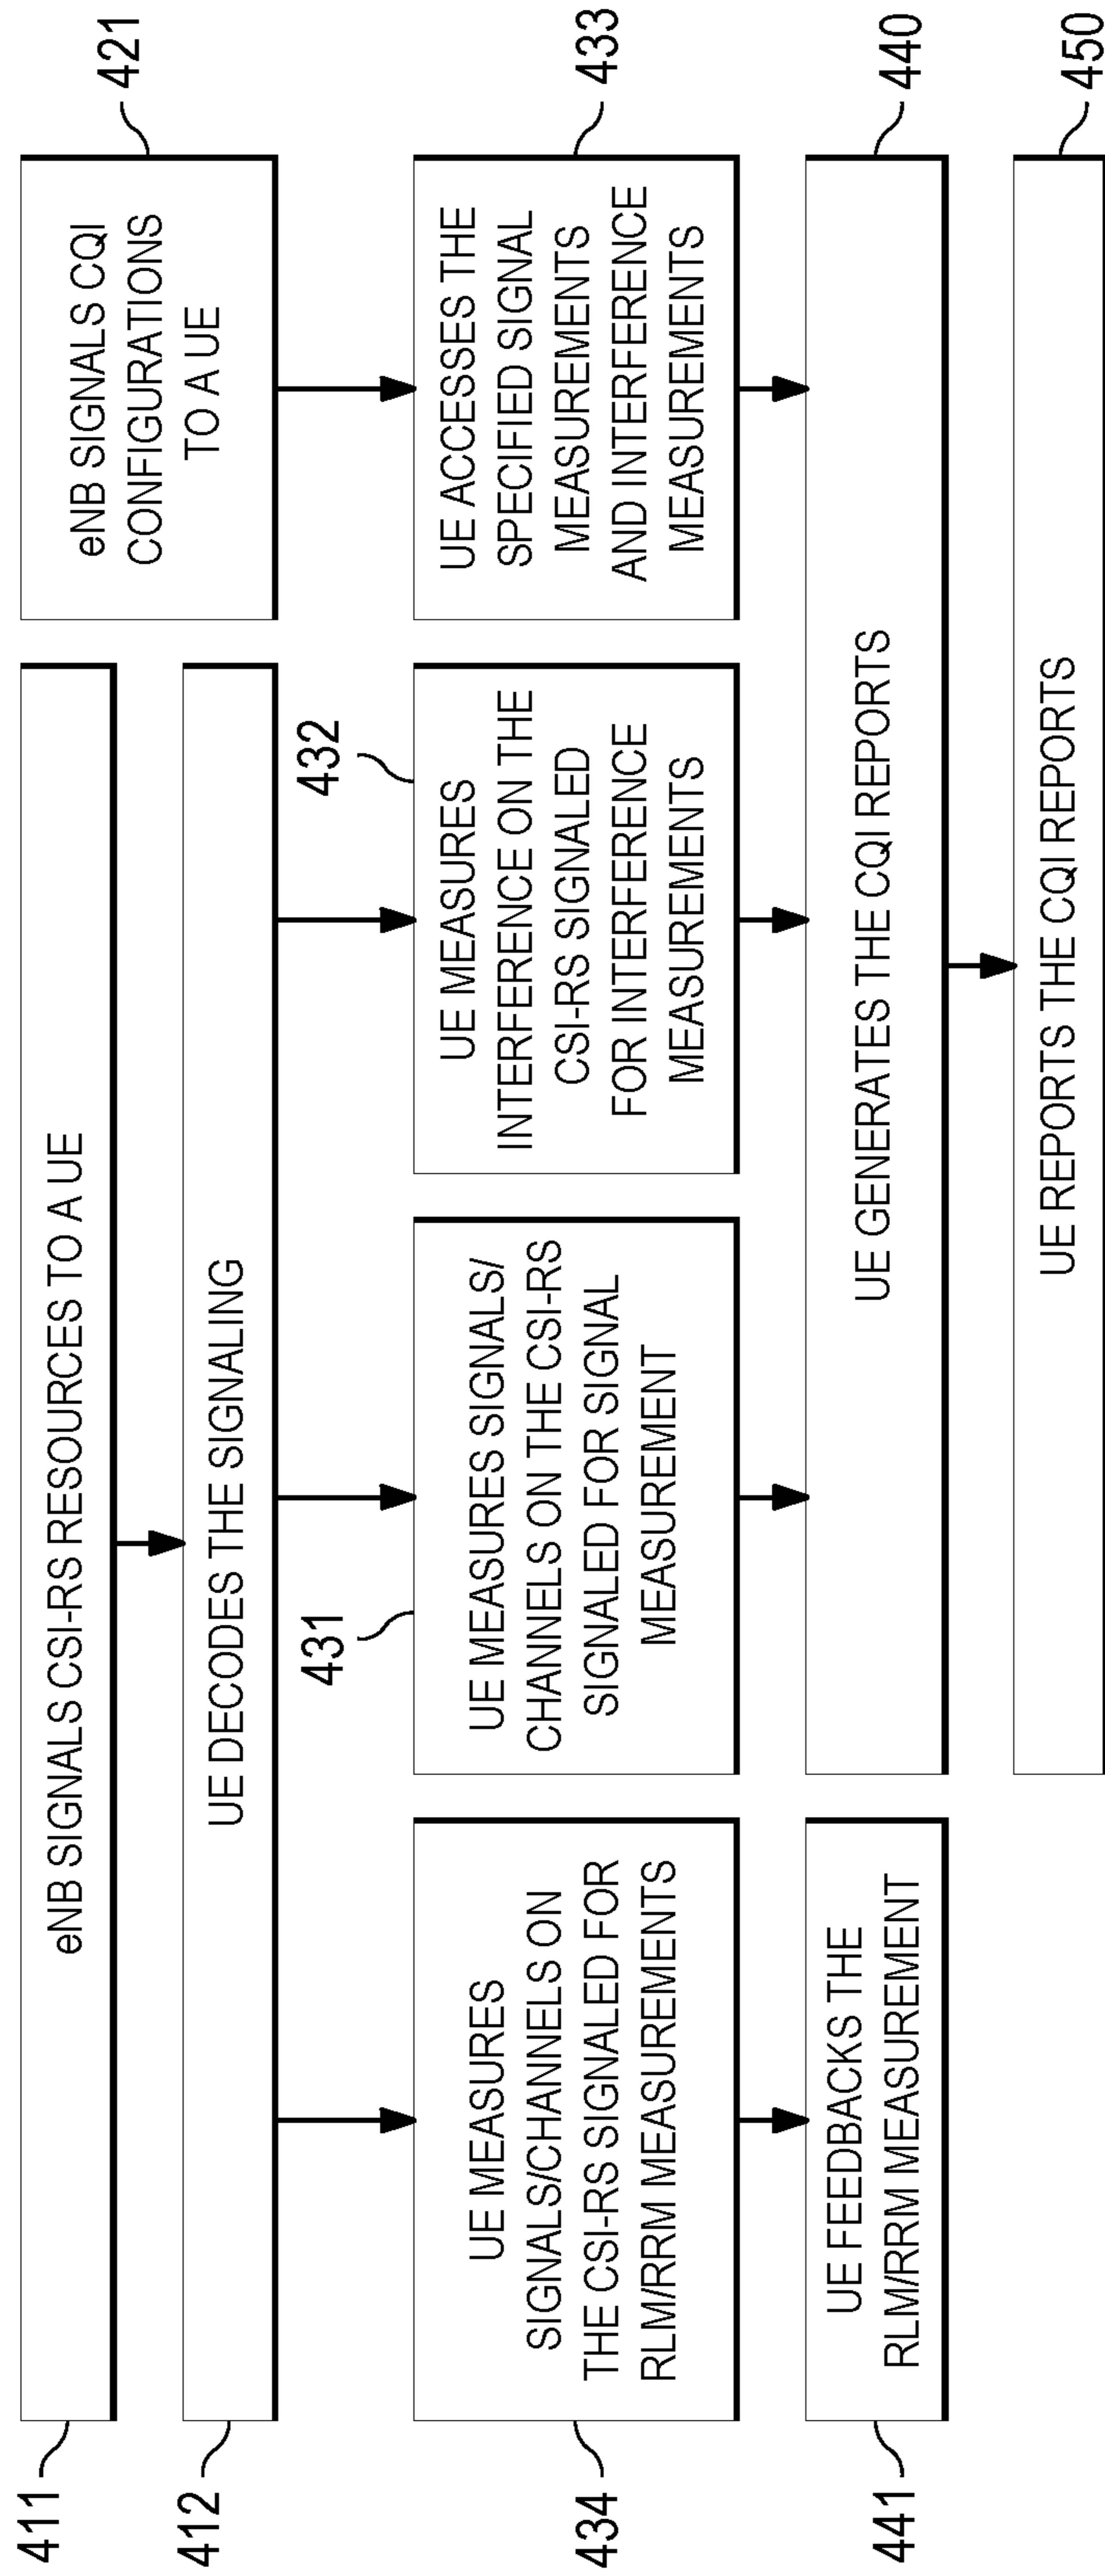 411
eNB SIGNALS CSI-RS RESOURCES TO A UE
eNB SIGNALS CQI
CONFIGURATIONS
TO A UE
421
412
UE DECODES THE SIGNALING
434
UE MEASURES
SIGNALS/CHANNELS ON
THE CSI-RS SIGNALED FOR
RLM/RRM MEASUREMENTS
431
UE MEASURES SIGNALS/
CHANNELS ON THE CSI-RS
SIGNALED FOR SIGNAL
MEASUREMENT
432
UE MEASURES
INTERFERENCE ON THE
CSI-RS SIGNALED
FOR INTERFERENCE
MEASUREMENTS
UE ACCESSES THE
SPECIFIED SIGNAL
MEASUREMENTS
AND INTERFERENCE
MEASUREMENTS
433
441
UE FEEDBACKS THE
RLM/RRM MEASUREMENT
UE GENERATES THE CQI REPORTS
440
UE REPORTS THE CQI REPORTS
450